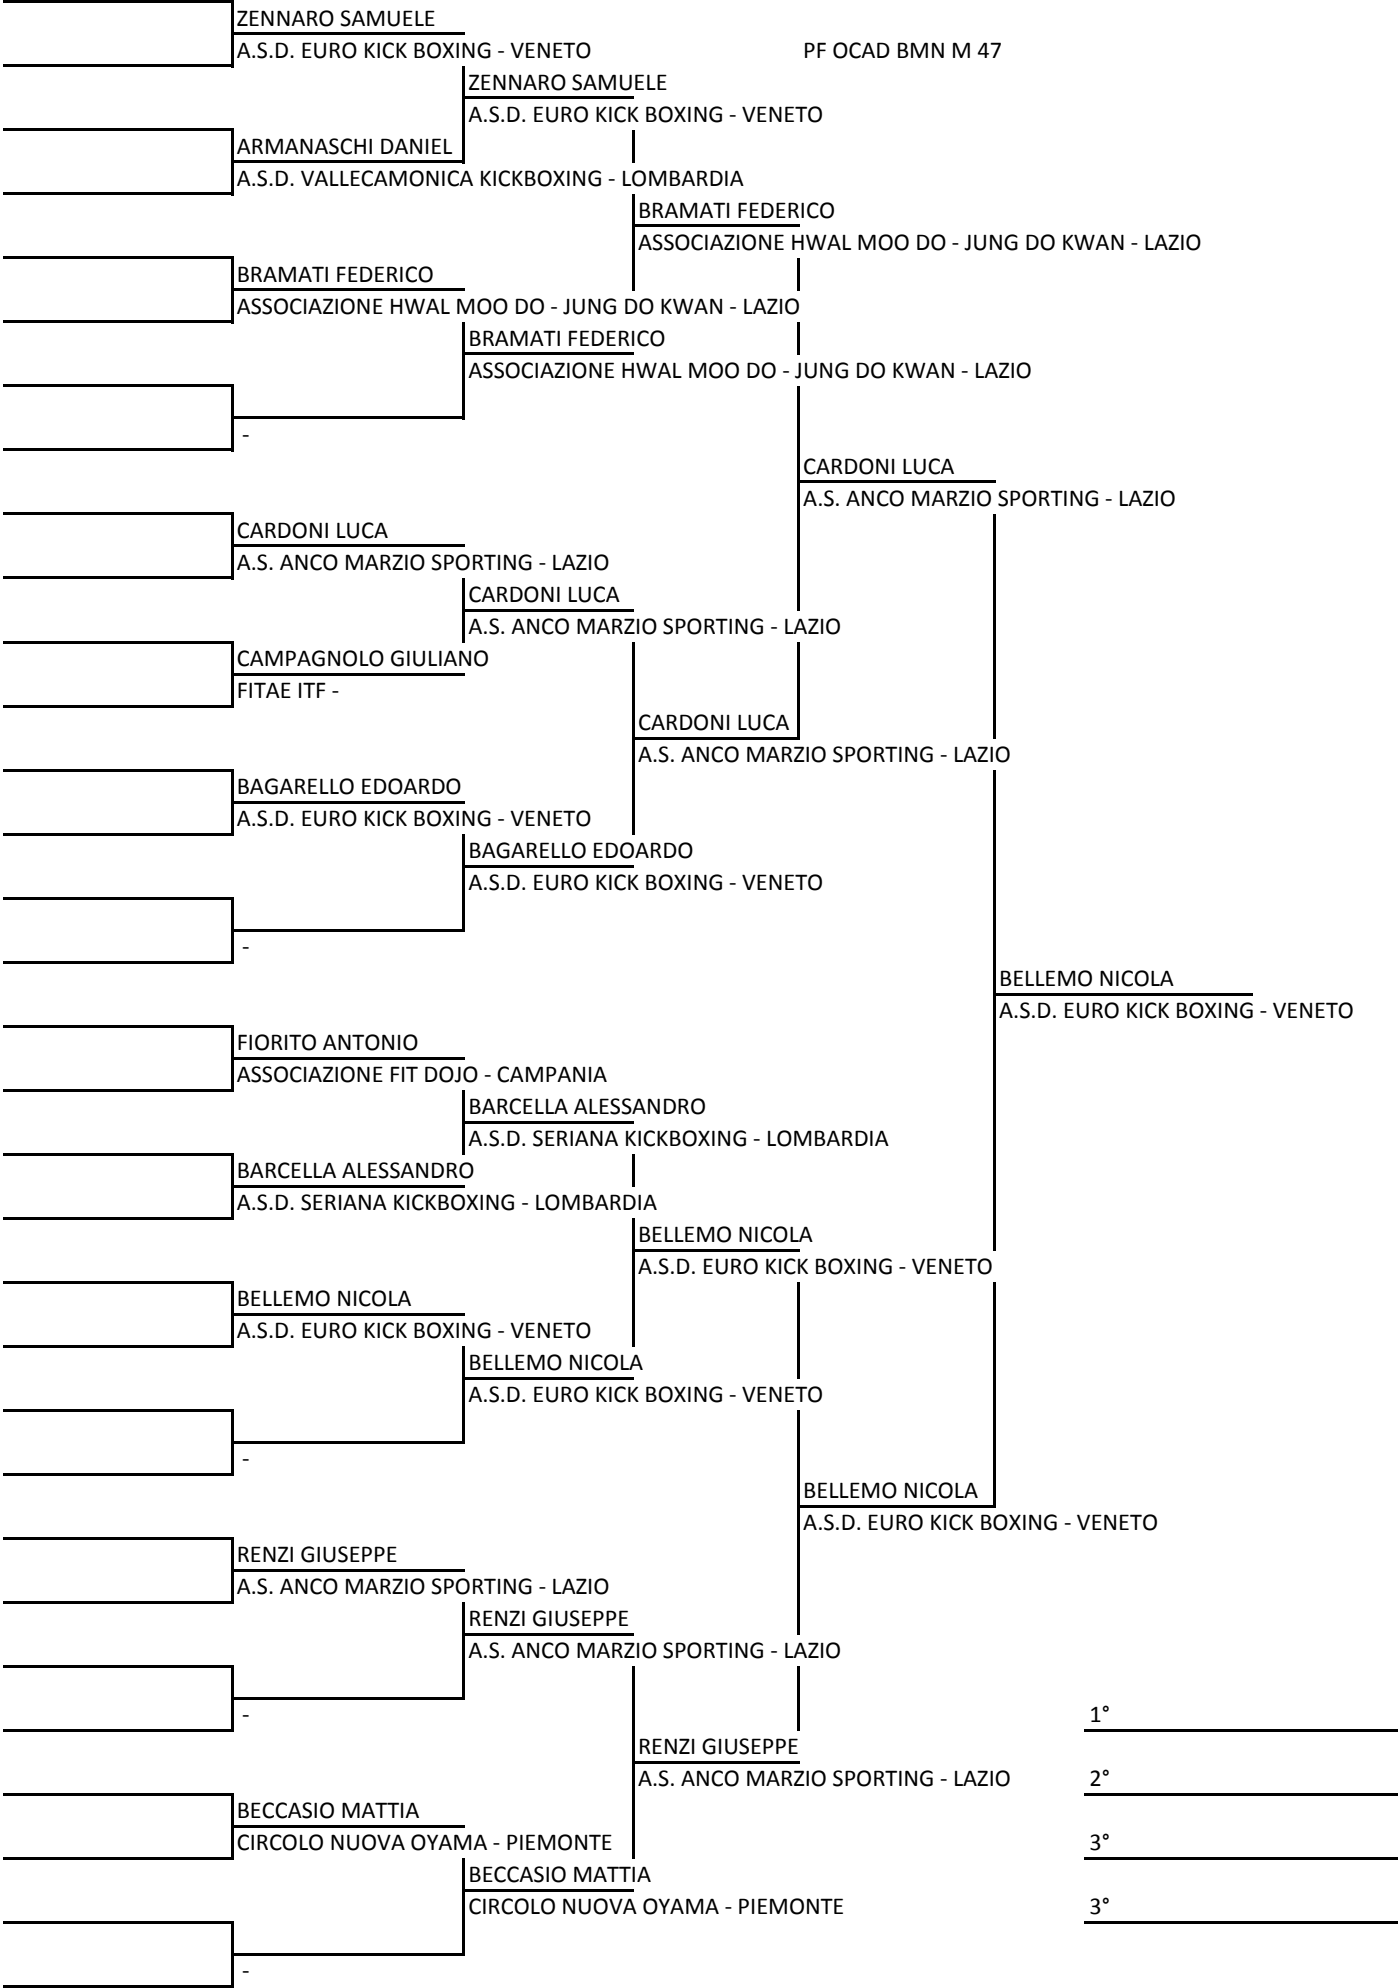 ZENNARO SAMUELE
A.S.D. EURO KICK BOXING - VENETO
PF OCAD BMN M 47
ZENNARO SAMUELE
A.S.D. EURO KICK BOXING - VENETO
ARMANASCHI DANIEL
A.S.D. VALLECAMONICA KICKBOXING - LOMBARDIA
BRAMATI FEDERICO
ASSOCIAZIONE HWAL MOO DO - JUNG DO KWAN - LAZIO
BRAMATI FEDERICO
ASSOCIAZIONE HWAL MOO DO - JUNG DO KWAN - LAZIO
BRAMATI FEDERICO
ASSOCIAZIONE HWAL MOO DO - JUNG DO KWAN - LAZIO
-
CARDONI LUCA
A.S. ANCO MARZIO SPORTING - LAZIO
CARDONI LUCA
A.S. ANCO MARZIO SPORTING - LAZIO
CARDONI LUCA
A.S. ANCO MARZIO SPORTING - LAZIO
CAMPAGNOLO GIULIANO
FITAE ITF -
CARDONI LUCA
A.S. ANCO MARZIO SPORTING - LAZIO
BAGARELLO EDOARDO
A.S.D. EURO KICK BOXING - VENETO
BAGARELLO EDOARDO
A.S.D. EURO KICK BOXING - VENETO
-
BELLEMO NICOLA
A.S.D. EURO KICK BOXING - VENETO
FIORITO ANTONIO
ASSOCIAZIONE FIT DOJO - CAMPANIA
BARCELLA ALESSANDRO
A.S.D. SERIANA KICKBOXING - LOMBARDIA
BARCELLA ALESSANDRO
A.S.D. SERIANA KICKBOXING - LOMBARDIA
BELLEMO NICOLA
A.S.D. EURO KICK BOXING - VENETO
BELLEMO NICOLA
A.S.D. EURO KICK BOXING - VENETO
BELLEMO NICOLA
A.S.D. EURO KICK BOXING - VENETO
-
BELLEMO NICOLA
A.S.D. EURO KICK BOXING - VENETO
RENZI GIUSEPPE
A.S. ANCO MARZIO SPORTING - LAZIO
RENZI GIUSEPPE
A.S. ANCO MARZIO SPORTING - LAZIO
-
1°
RENZI GIUSEPPE
A.S. ANCO MARZIO SPORTING - LAZIO
2°
BECCASIO MATTIA
CIRCOLO NUOVA OYAMA - PIEMONTE
3°
BECCASIO MATTIA
CIRCOLO NUOVA OYAMA - PIEMONTE
3°
-